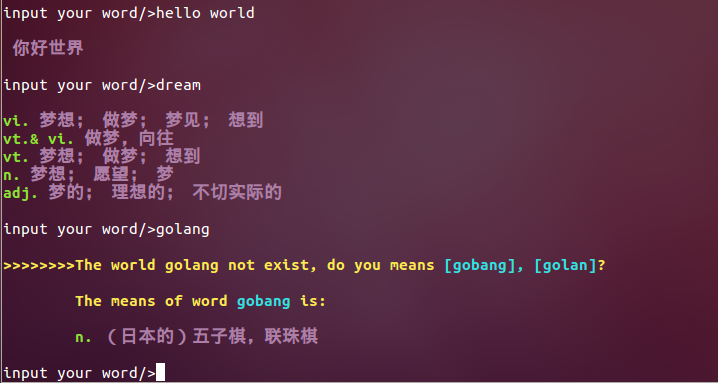 input your word/>hello world
你好世界
input your word/>dream
vi. 梦想； 做梦； 梦见； 想到
vt.& vi. 做梦，向往
vt. 梦想； 做梦； 想到
n. 梦想； 愿望； 梦
adj. 梦的； 理想的； 不切实际的
input your word/>golang
>>>>>>>>The world golang not exist, do you means [gobang], [golan]?
The means of word gobang is:
n. （日本的）五子棋，联珠棋
input your word/>